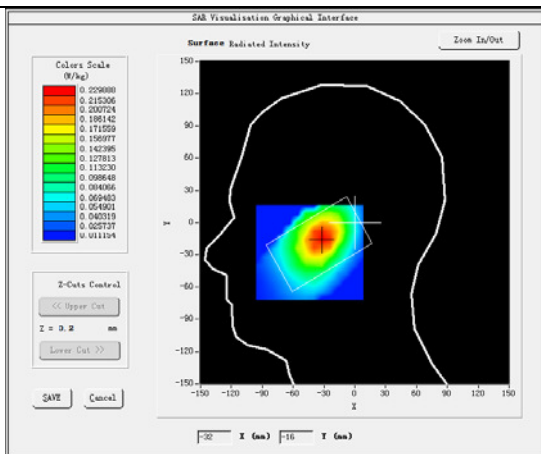 SAR Visualisation Graphical Interface
Surface Radiated Intensity
Zoom In/Out
Colors Scale
(W/kg)
0.229888
0.215306
0.200724
0.186142
0.171559
0.156977
0.142395
0.127813
0.113230
0.098648
0.084066
0.069483
0.054901
0.040319
0.025737
0.011154
150
120
90
60
30
0
-30
-60
-90
-120
-150
Y
-150 -120 -90 -60 -30 0 30 60 90 120 150
X
Z-Cuts Control
<< Upper Cut
Z = 3.2 mm
Lower Cut >>
SAVE Cancel
-32 X (mm) -16 Y (mm)